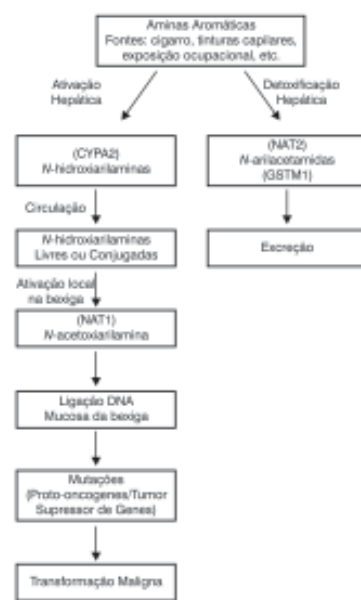 Aminas Aromáticas
Fontes: cigarro, tinturas capilares,
exposição ocupacional, etc.
Ativação
Hepática
Detoxificação
Hepática
(CYPA2)
N-hidroxiarilaminas
(NAT2)
N-arilacetamidas
(GSTM1)
Circulação
N-hidroxiarilaminas
Livres ou Conjugadas
Excreção
Ativação local
na bexiga
(NAT1)
N-acetoxiarilamina
Ligação DNA
Mucosa da bexiga
Mutações
(Proto-oncogenes/Tumor
Supressor de Genes)
Transformação Maligna